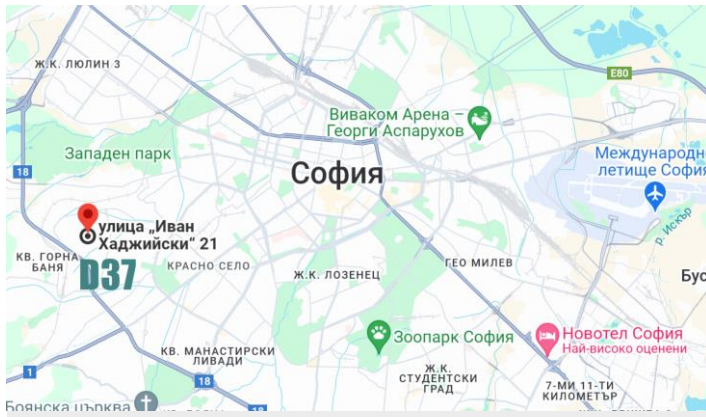 Ж.К. ЛЮЛИН 3
E80
Виваком Арена –
Георги Аспарухов
Западен парк
София
Международн
летище София
18
улица „Иван
Хаджийски“ 21
р. Искър
КВ. ГОРНА
БАНЯ
D37
КРАСНО СЕЛО
Ж.К. ЛОЗЕНЕЦ
ГЕО МИЛЕВ
Бус
Зоопарк София
Новотел София
Най-високо оценени
КВ. МАНАСТИРСКИ
ЛИВАДИ
1
18
Ж.К.
СТУДЕНТСКИ
ГРАД
7-МИ 11-ТИ
КИЛОМЕТЪР
Боянска църква